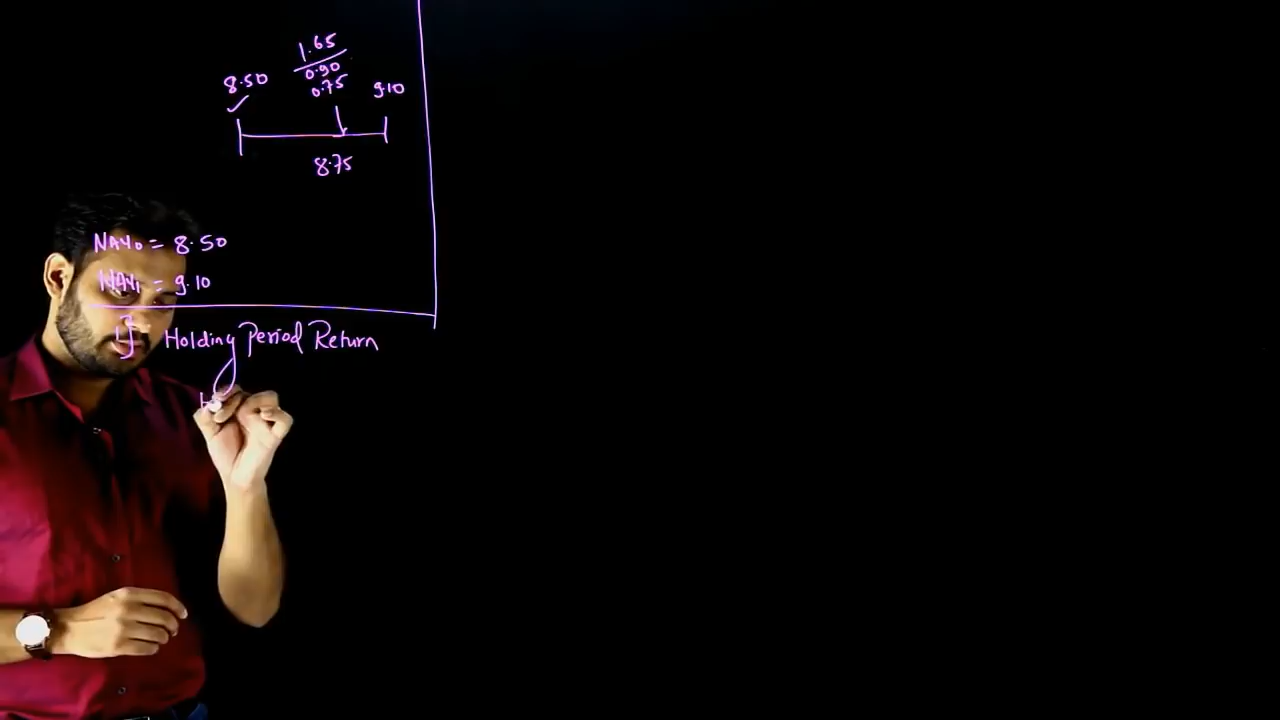 1.65
0.90
8.50 0.75 9.10
8.75
NAV0 = 8.50
NAV1 = 9.10
1] Holding Period Return